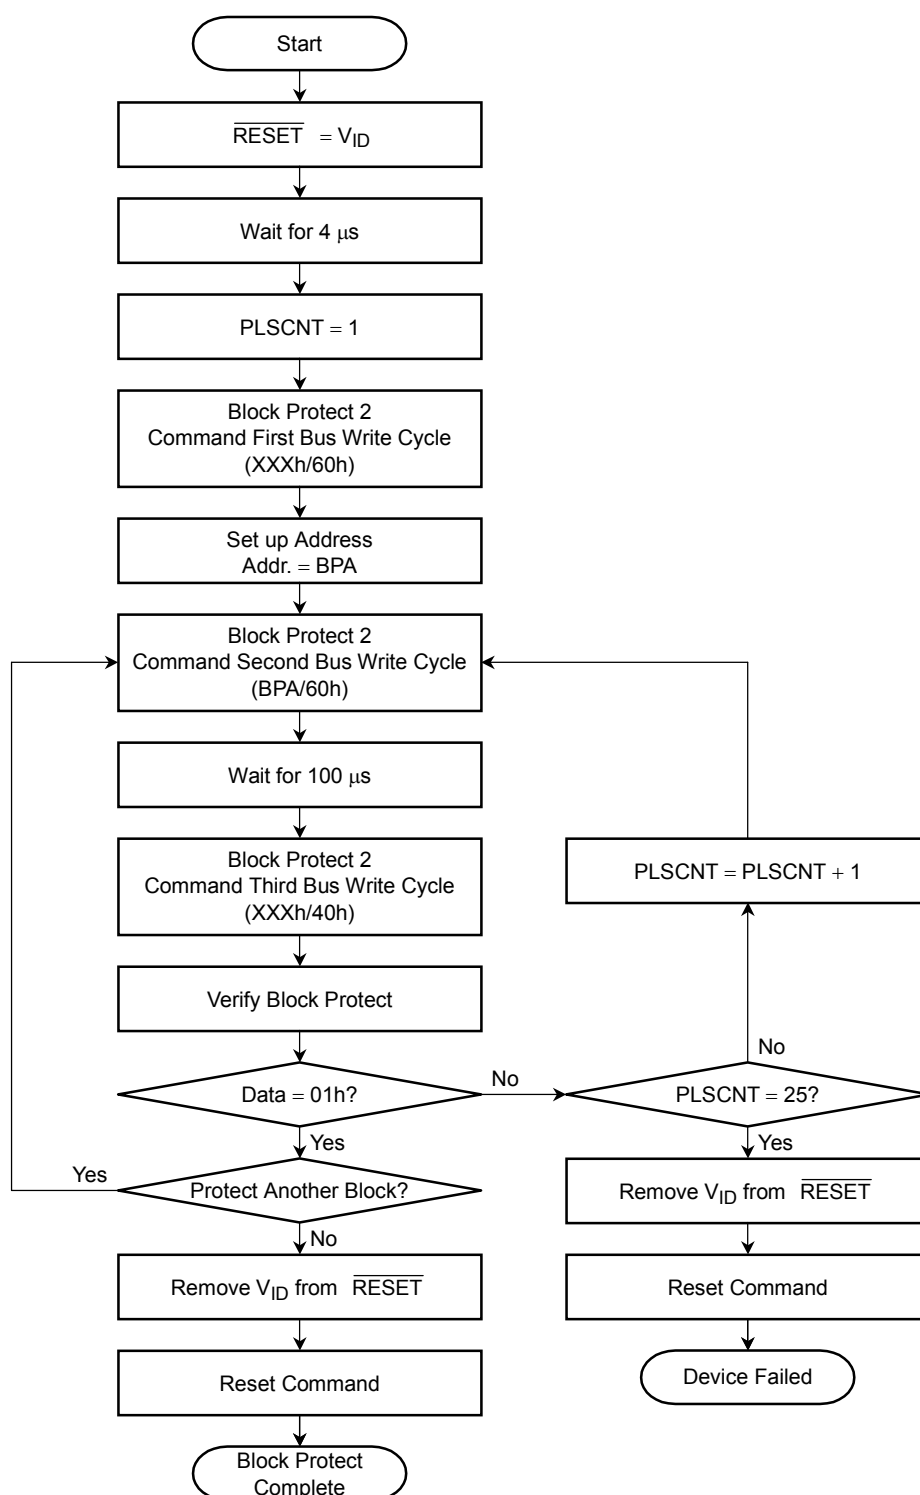 Start
RESET = VID
Wait for 4 μs
PLSCNT = 1
Block Protect 2
Command First Bus Write Cycle
(XXXh/60h)
Set up Address
Addr. = BPA
Block Protect 2
Command Second Bus Write Cycle
(BPA/60h)
Wait for 100 μs
Block Protect 2
Command Third Bus Write Cycle
(XXXh/40h)
PLSCNT = PLSCNT + 1
Verify Block Protect
Data = 01h?
No
PLSCNT = 25?
No
Yes
Yes
Protect Another Block?
Yes
No
Remove VID from RESET
Reset Command
Block Protect
Complete
Remove VID from RESET
Reset Command
Device Failed